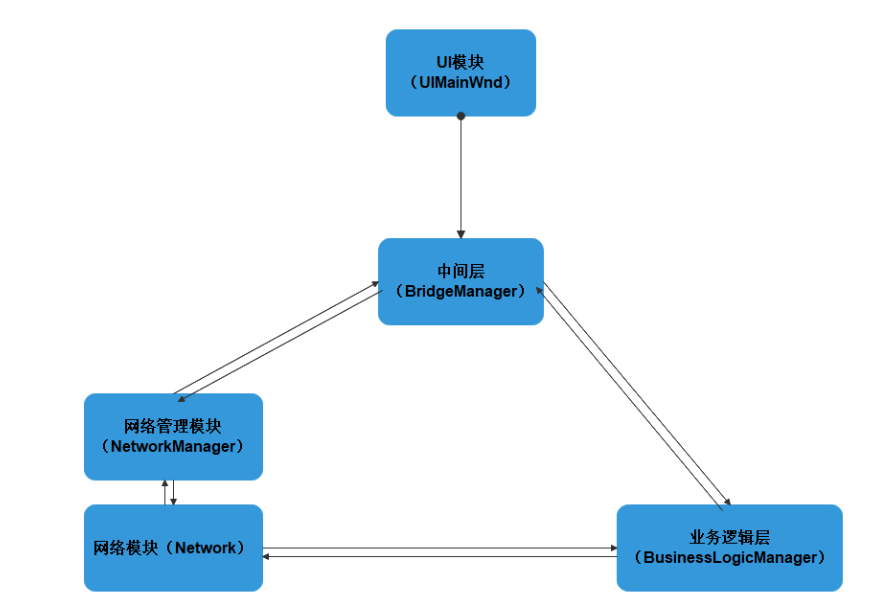 UI模块
（UIMainWnd）
中间层
（BridgeManager）
网络管理模块
（NetworkManager）
网络模块（Network）
业务逻辑层
（BusinessLogicManager）